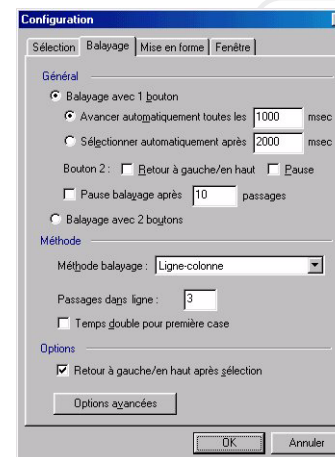 Configuration
Sélection Balayage Mise en forme Fenêtre
Général
Balayage avec 1 bouton
Avancer automatiquement toutes les 1000 msec
Sélectionner automatiquement après 2000 msec
Bouton 2 : Retour à gauche/en haut Pause
Pause balayage après 10 passages
Balayage avec 2 boutons
Méthode
Méthode balayage : Ligne-colonne
Passages dans ligne : 3
Temps double pour première case
Options
Retour à gauche/en haut après sélection
Options avancées
OK Annuler